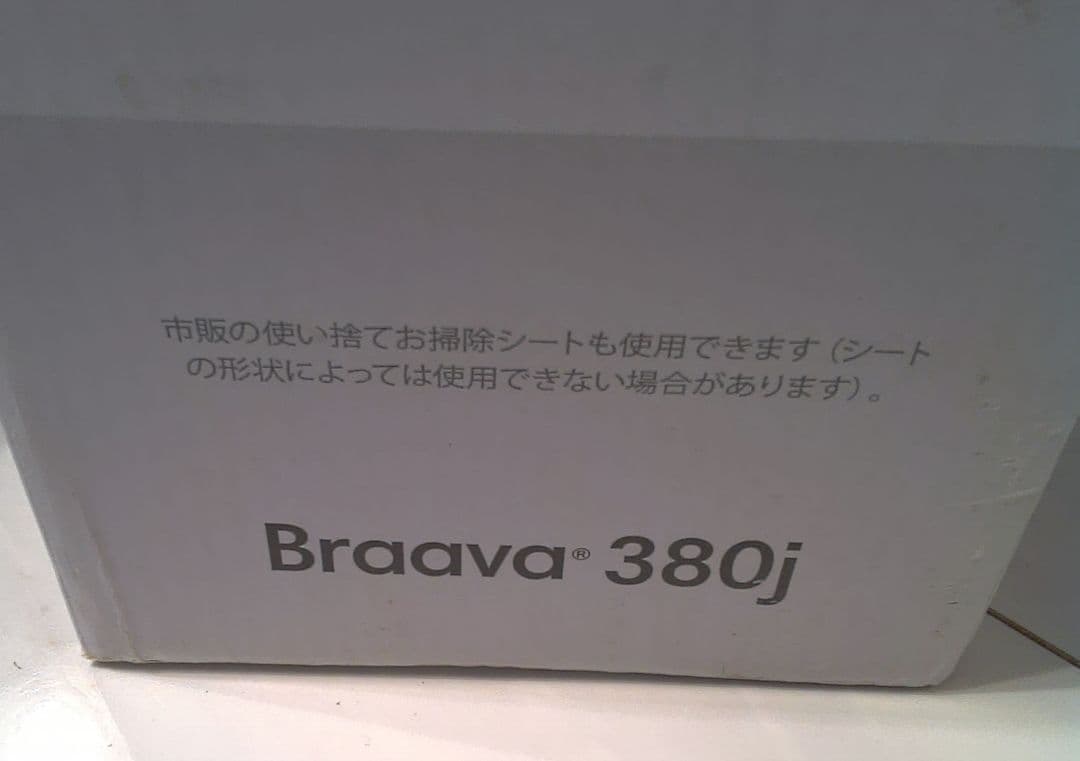 市販の使い捨てお掃除シートも使用できます（シート
の形状によっては使用できない場合があります）。
Braava® 380j